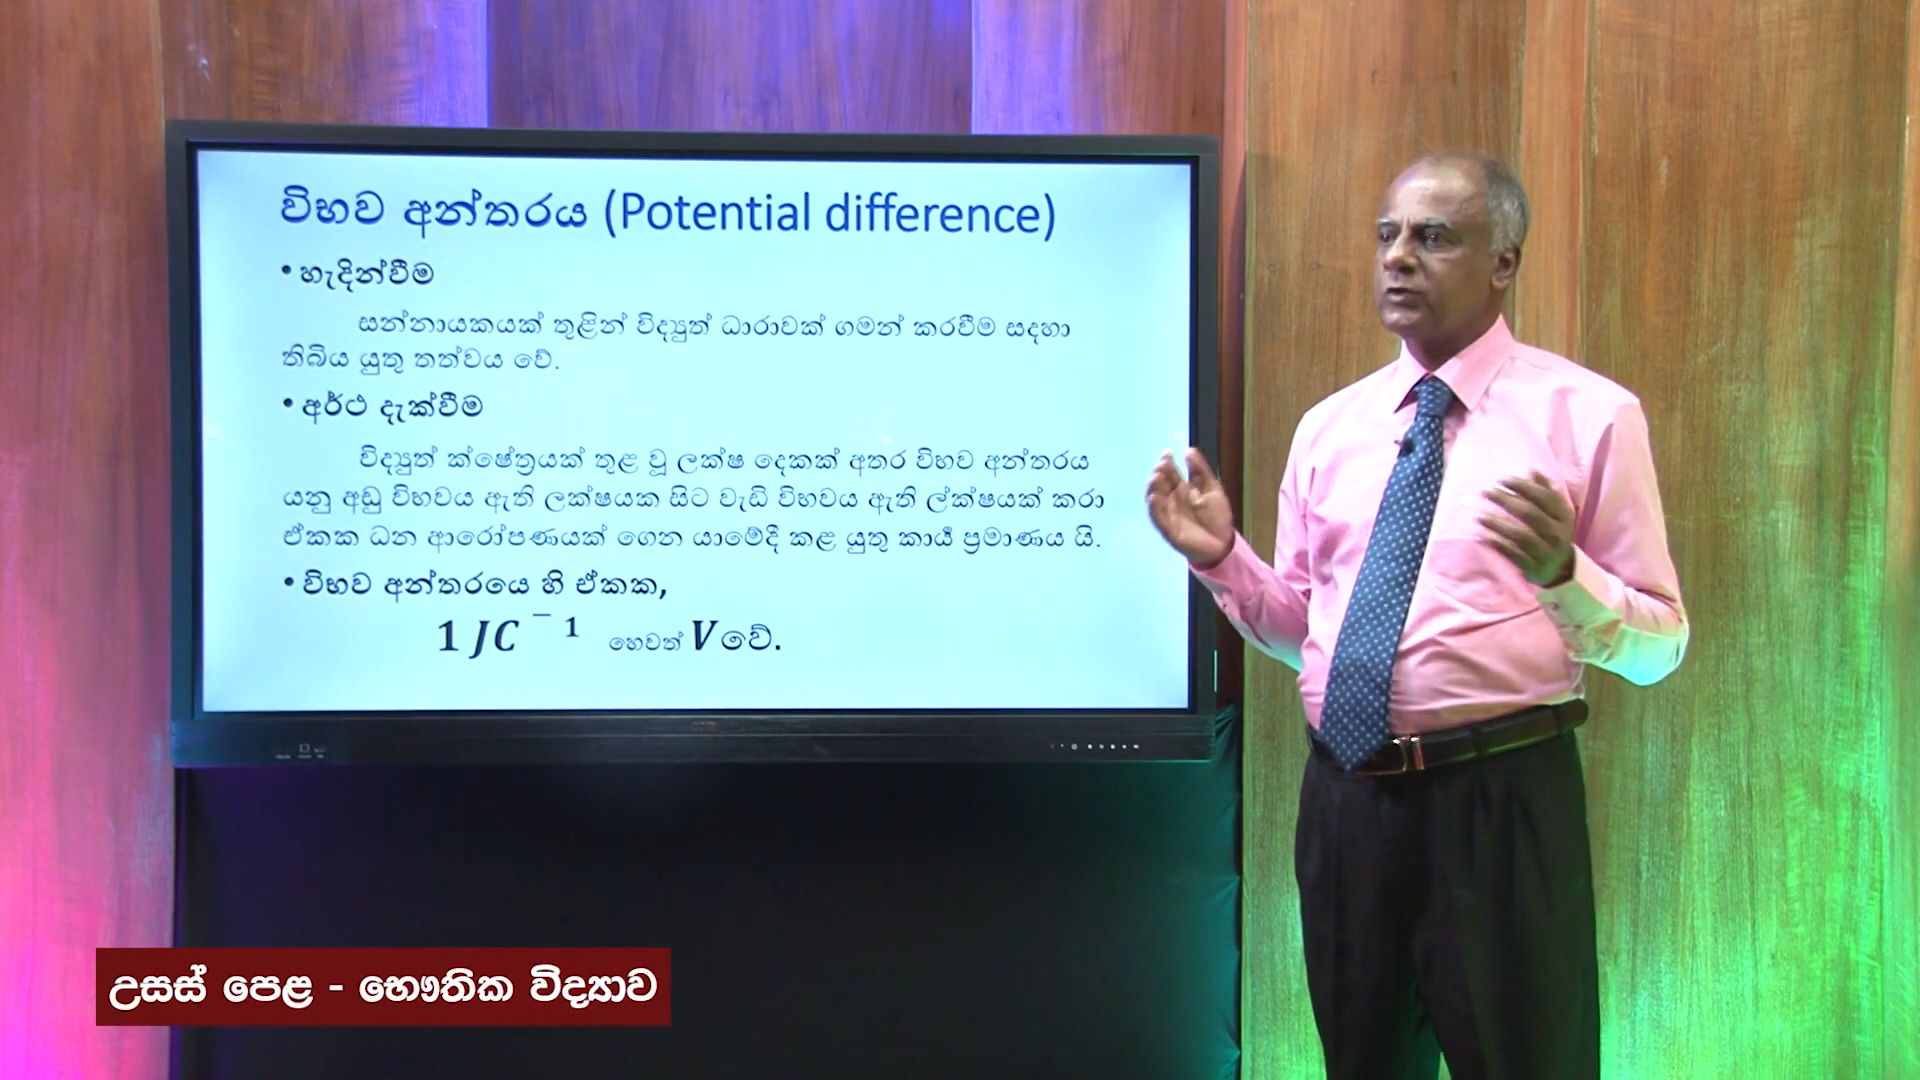 විභව අන්තරය (Potential difference)
• හැදින්වීම
සන්නායකයක් තුළින් විද්‍යුත් ධාරාවක් ගමන් කරවීම සදහා
තිබිය යුතු තත්වය වේ.
• අර්ථ දැක්වීම
විද්‍යුත් ක්ෂේත්‍රයක් තුළ වූ ලක්ෂ දෙකක් අතර විභව අන්තරය
යනු අඩු විභවය ඇති ලක්ෂයක සිට වැඩි විභවය ඇති ල්ක්ෂයක් කරා
ඒකක ධන ආරෝපණයක් ගෙන යාමේදී කළ යුතු කාර්‍ය ප්‍රමාණය යි.
• විභව අන්තරයෙ හි ඒකක,
1 JC⁻¹ හෙවත් V වේ.
උසස් පෙළ - භෞතික විද්‍යාව